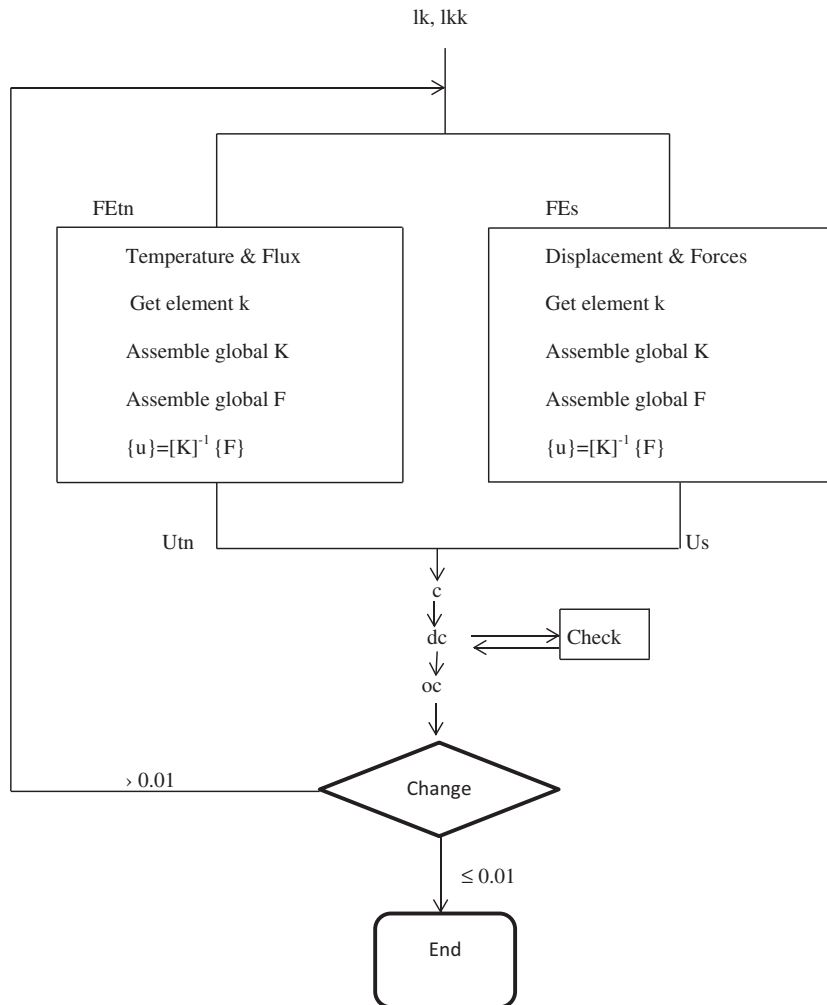 lk, lkk
FEtn
Temperature & Flux
Get element k
Assemble global K
Assemble global F
{u}=[K]⁻¹ {F}
FEs
Displacement & Forces
Get element k
Assemble global K
Assemble global F
{u}=[K]⁻¹ {F}
Utn
Us
c
dc
Check
oc
Change
› 0.01
≤ 0.01
End